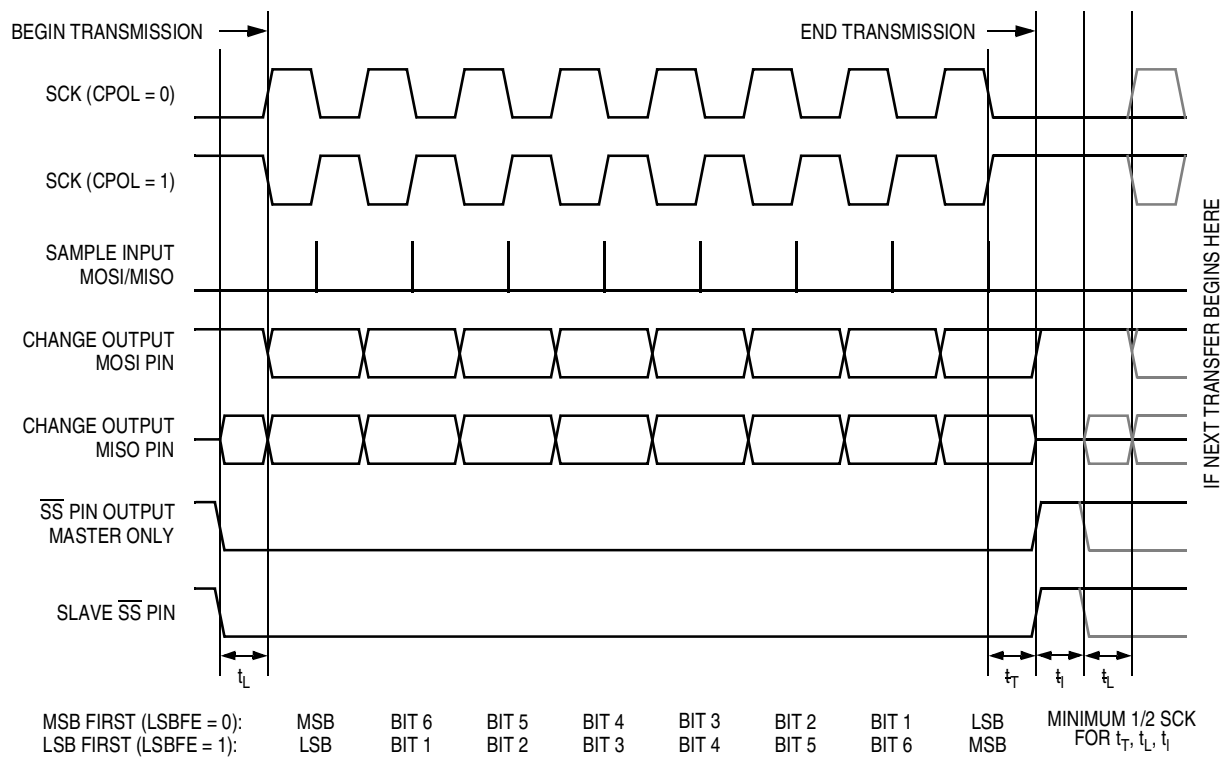 BEGIN TRANSMISSION
END TRANSMISSION
SCK (CPOL = 0)
SCK (CPOL = 1)
SAMPLE INPUT
MOSI/MISO
CHANGE OUTPUT
MOSI PIN
CHANGE OUTPUT
MISO PIN
SS PIN OUTPUT
MASTER ONLY
SLAVE SS PIN
IF NEXT TRANSFER BEGINS HERE
tL
tT
tI
tL
MSB FIRST (LSBFE = 0): MSB BIT 6 BIT 5 BIT 4 BIT 3 BIT 2 BIT 1 LSB
LSB FIRST (LSBFE = 1): LSB BIT 1 BIT 2 BIT 3 BIT 4 BIT 5 BIT 6 MSB
MINIMUM 1/2 SCK
FOR tT, tL, tI